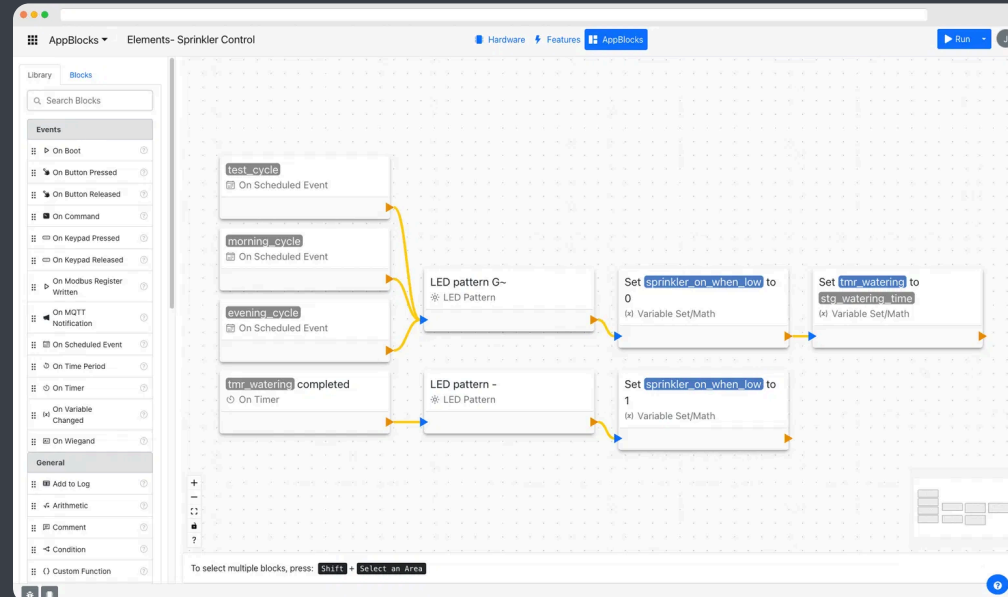 AppBlocks
Elements- Sprinkler Control
Hardware
Features
AppBlocks
Run
Library
Blocks
Search Blocks
Events
On Boot
On Button Pressed
On Button Released
On Command
On Keypad Pressed
On Keypad Released
On Modbus Register
Written
On MQTT
Notification
On Scheduled Event
On Time Period
On Timer
On Variable
Changed
On Wiegand
General
Add to Log
Arithmetic
Comment
Condition
Custom Function
test_cycle
On Scheduled Event
morning_cycle
On Scheduled Event
evening_cycle
On Scheduled Event
tmr_watering completed
On Timer
LED pattern G~
LED Pattern
LED pattern -
LED Pattern
Set sprinkler_on_when_low to
0
(x) Variable Set/Math
Set sprinkler_on_when_low to
1
(x) Variable Set/Math
Set tmr_watering to
stg_watering_time
(x) Variable Set/Math
To select multiple blocks, press: Shift + Select an Area